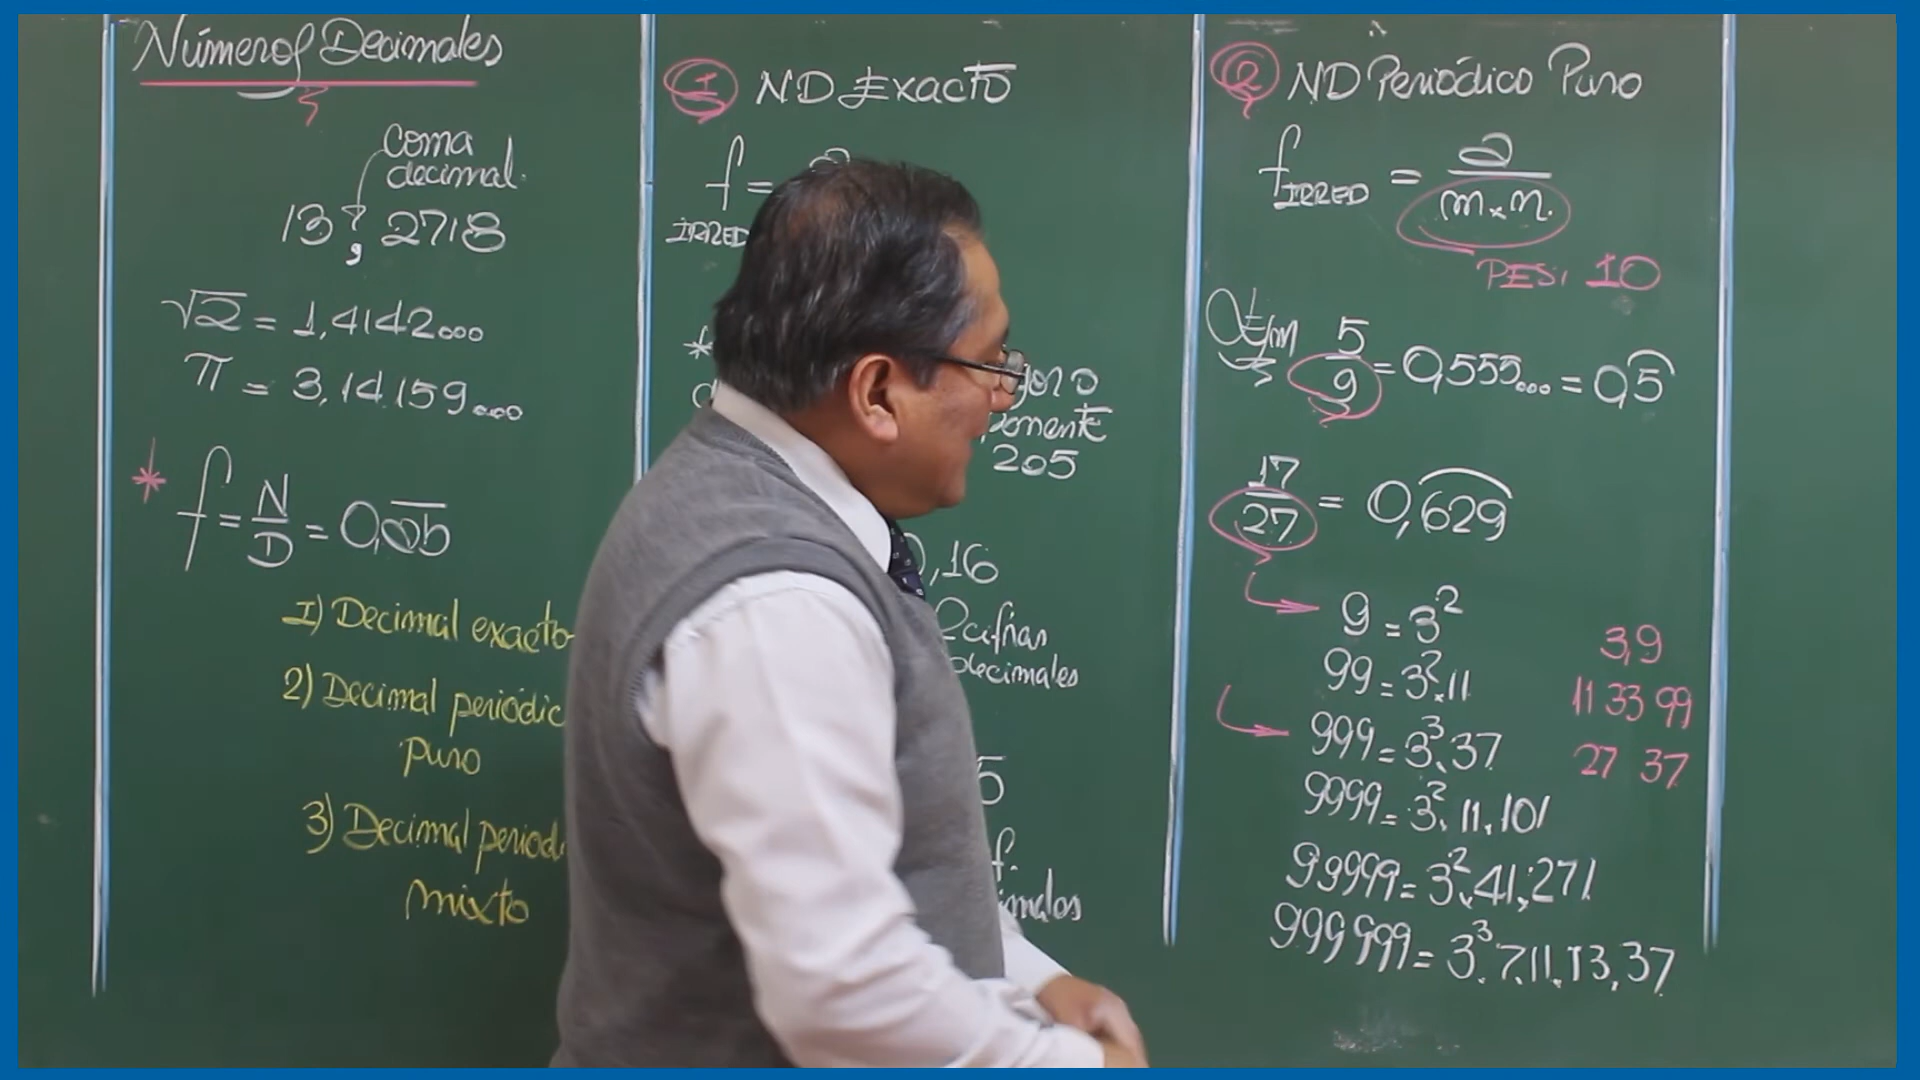 Números Decimales
coma
decimal.
13,2718
√2 = 1,4142...
π = 3,14159...
* f = N/D = 0,ab
1) Decimal exacto
2) Decimal periódic
puro
3) Decimal period
mixto
1 ND Exacto
f =
IRRED
*
205
,16
2 cifras
decimales
5
f.
2 ND Periódico Puro
f IRRED = a/m×n.
PESI 10
5/9 = 0,555... = 0,5
17/27 = 0,629
9 = 3²
3,9
99 = 3².11
11 33 99
999 = 3³.37
27 37
9999 = 3².11.101
99999 = 3².41.271
999999 = 3³.7.11.13.37